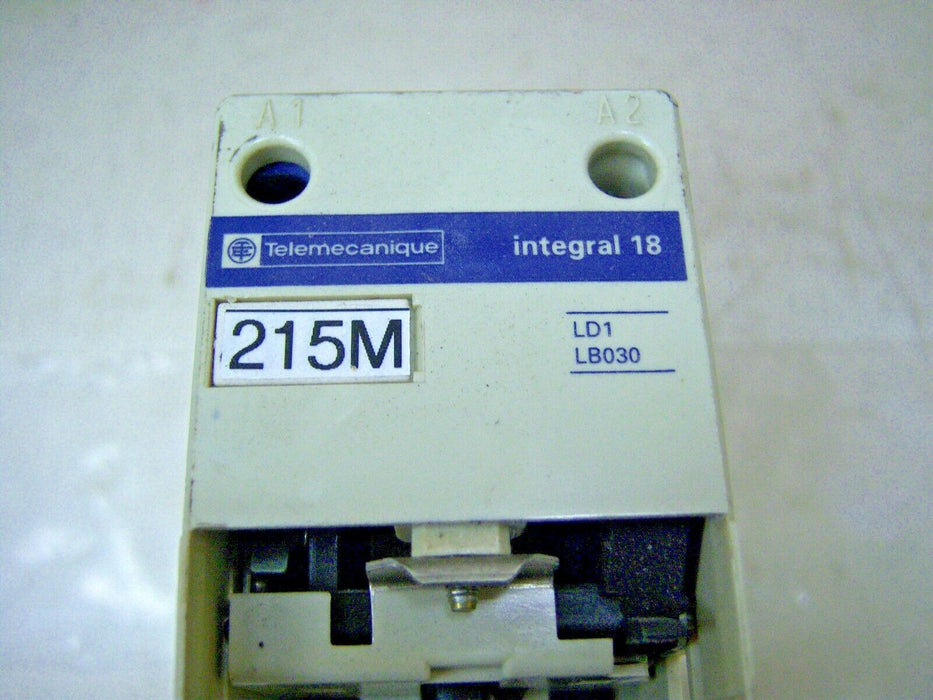 A1 A2
Telemecanique integral 18
215M
LD1
LB030